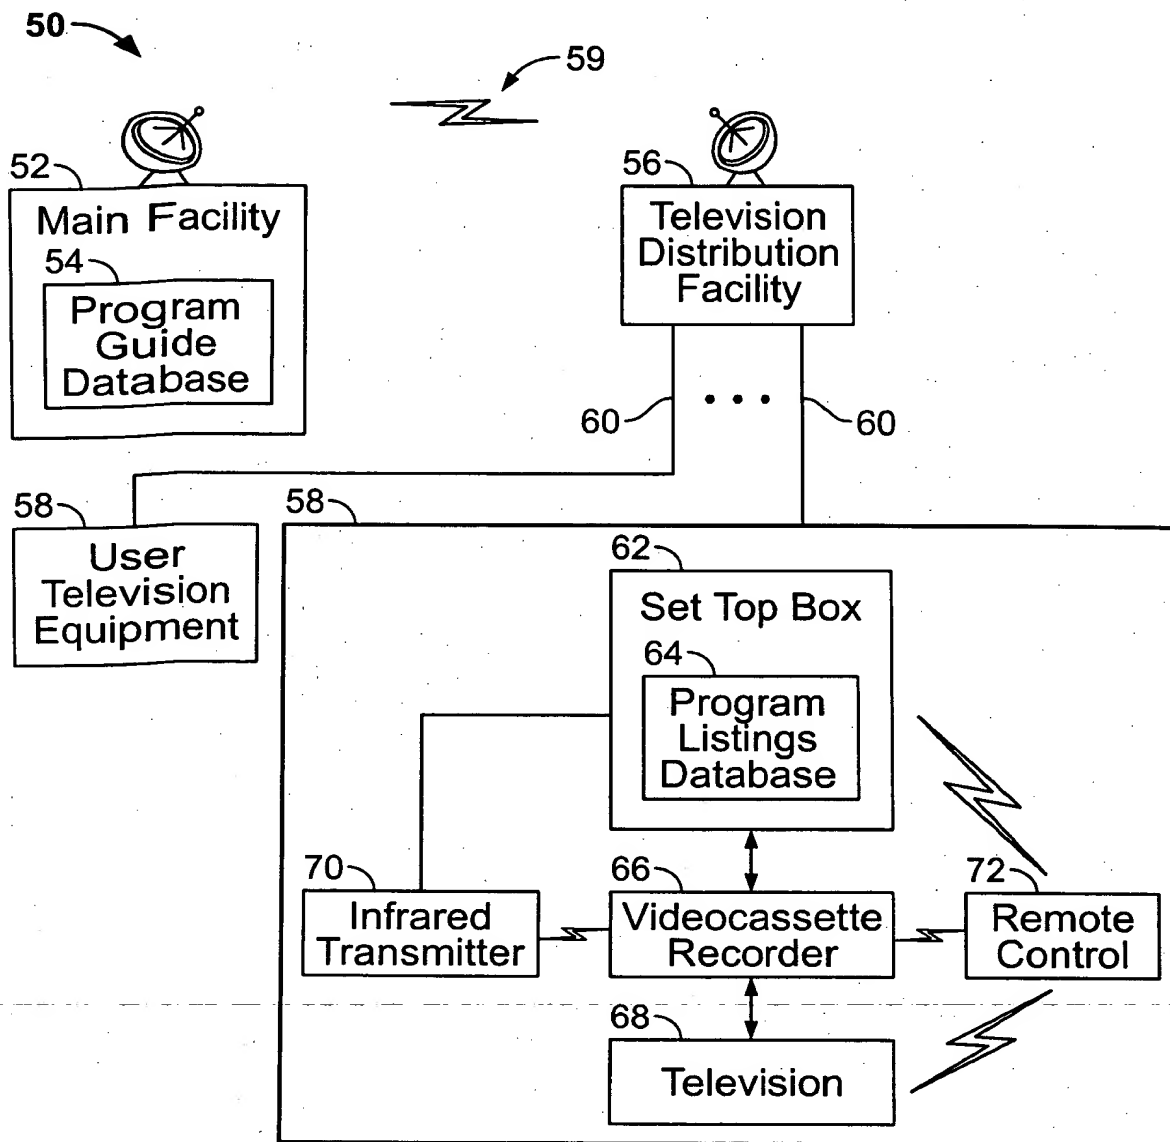 50
59
52
Main Facility
54
Program
Guide
Database
56
Television
Distribution
Facility
60
60
58
User
Television
Equipment
58
62
Set Top Box
64
Program
Listings
Database
70
Infrared
Transmitter
66
Videocassette
Recorder
72
Remote
Control
68
Television